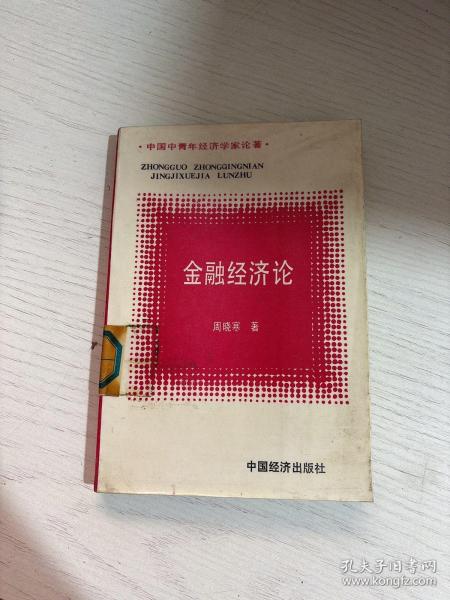 ·中国中青年经济学家论著·
ZHONGGUO ZHONGQINGNIAN
JINGJIXUEJIA LUNZHU
金融经济论
周晓寒 著
中国经济出版社
孔夫子旧书网
www.kongfz.com